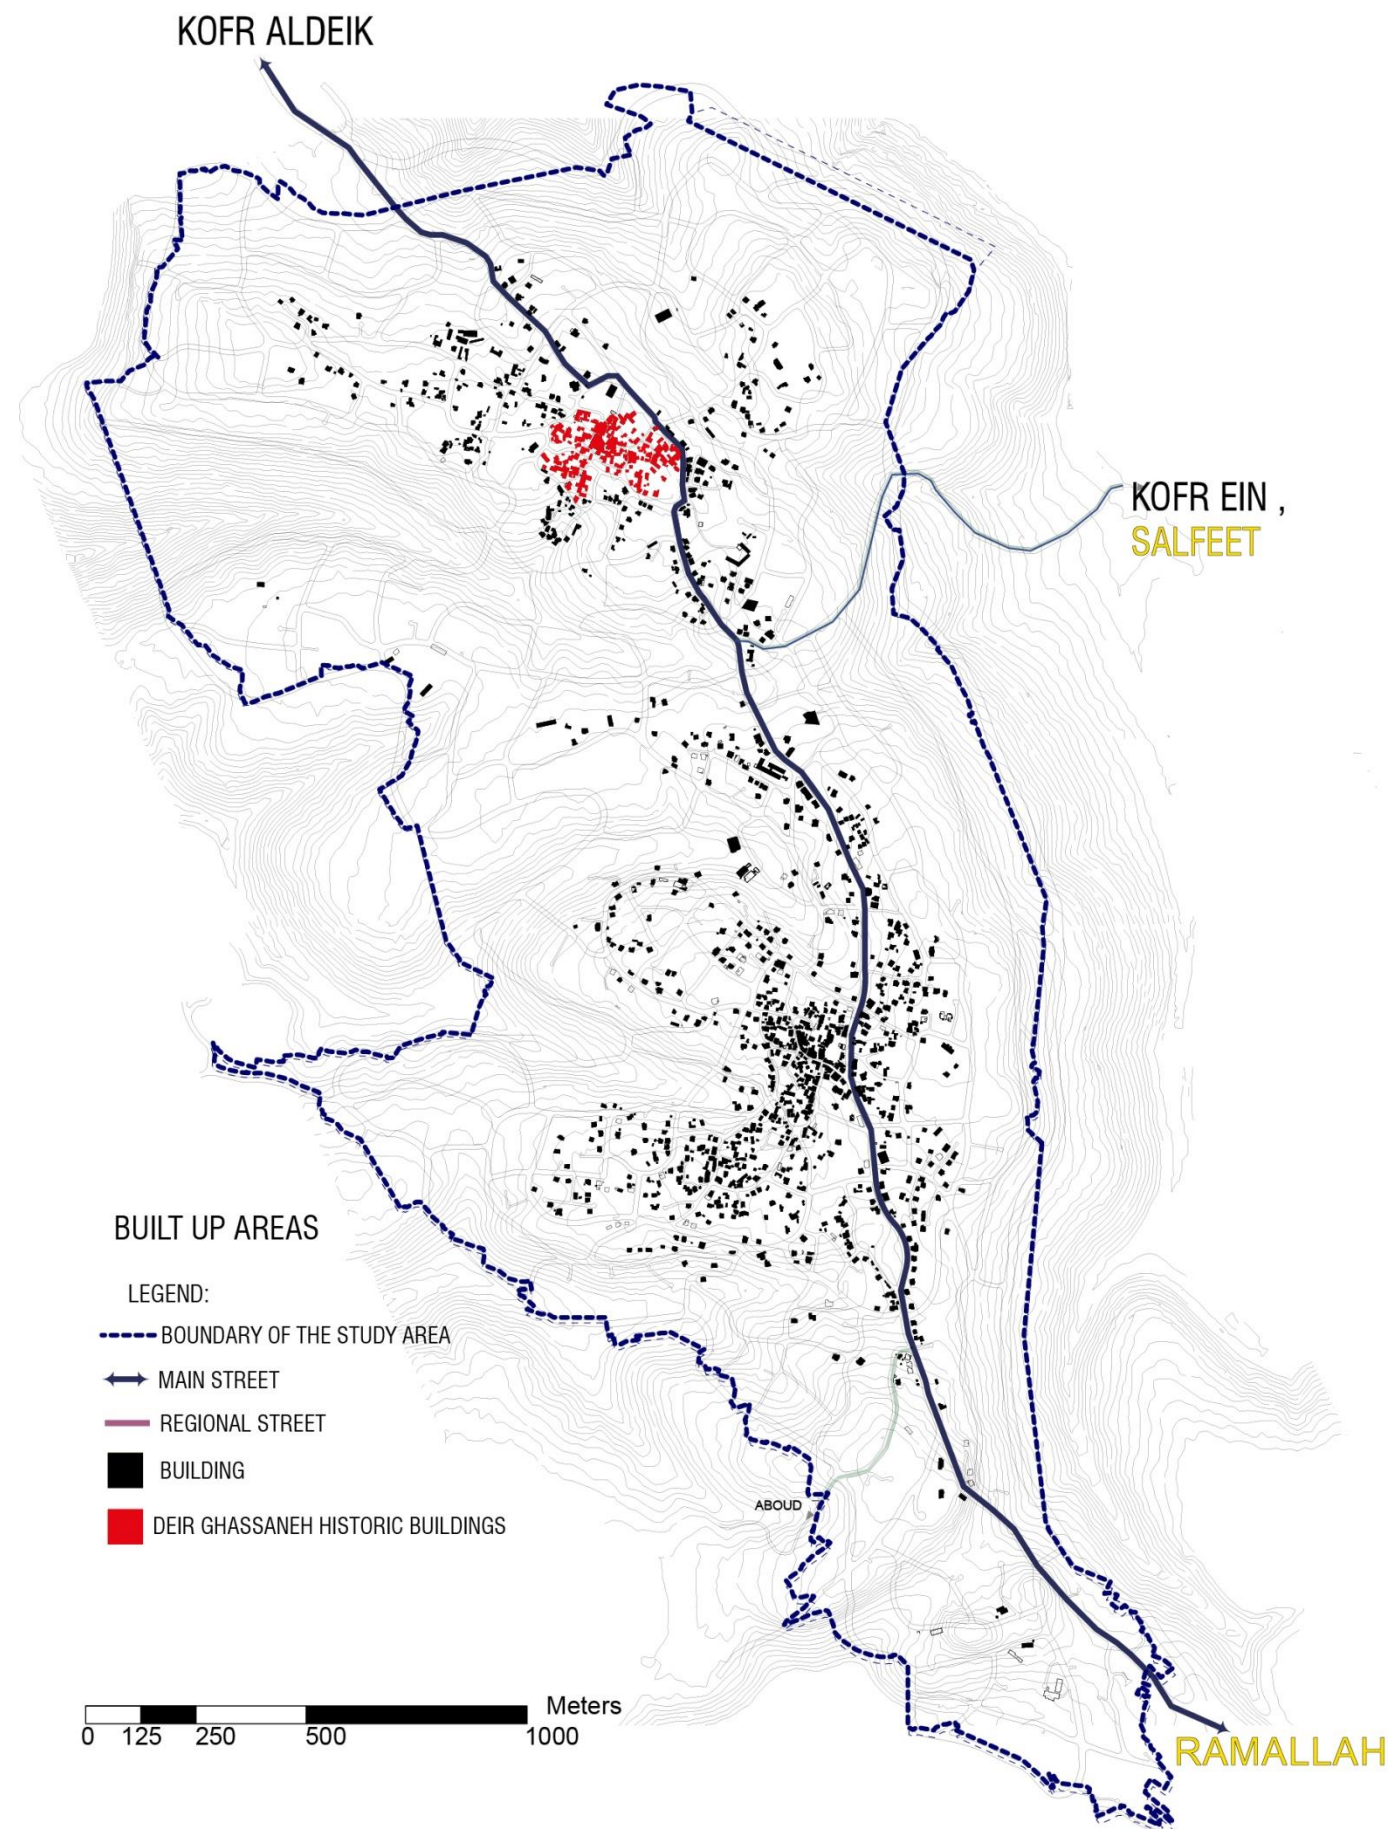 KOFR ALDEIK
KOFR EIN ,
SALFEET
BUILT UP AREAS
LEGEND:
BOUNDARY OF THE STUDY AREA
MAIN STREET
REGIONAL STREET
BUILDING
DEIR GHASSANEH HISTORIC BUILDINGS
ABOUD
Meters
0 125 250 500 1000
RAMALLAH